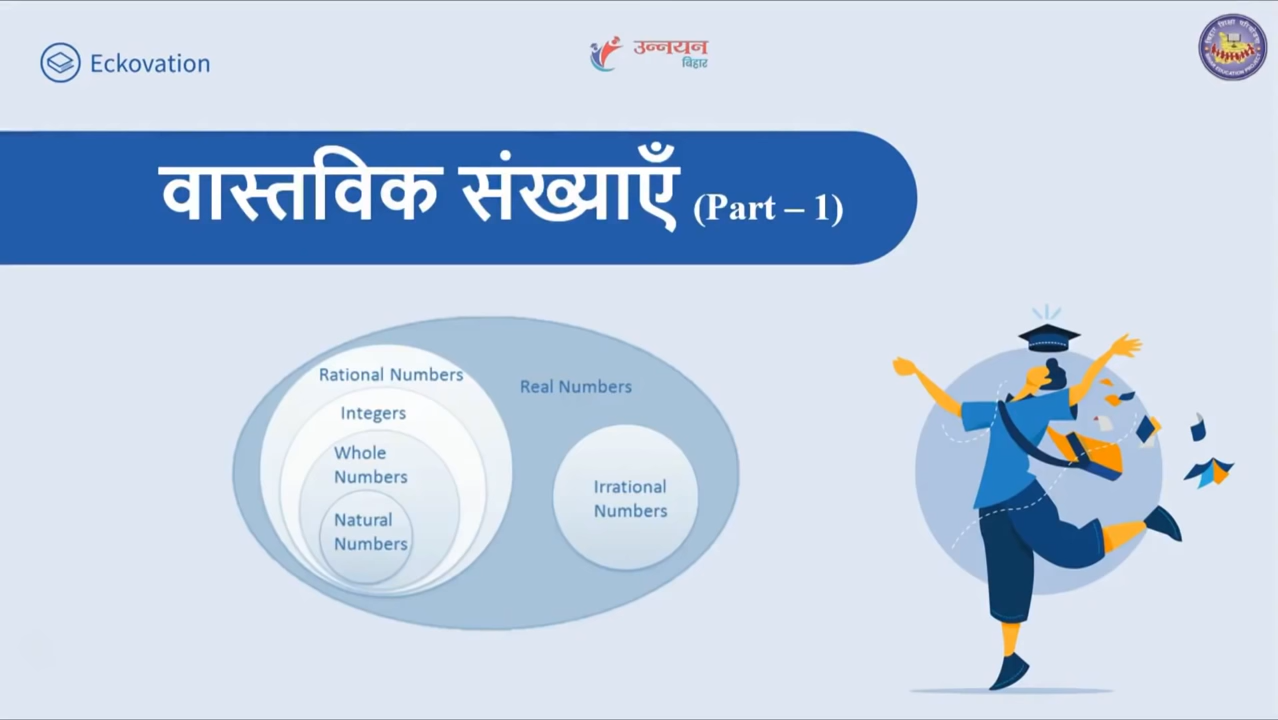 Eckovation
उन्नयन
बिहार
वास्तविक संख्याएँ (Part – 1)
Rational Numbers
Real Numbers
Integers
Whole
Numbers
Natural
Numbers
Irrational
Numbers